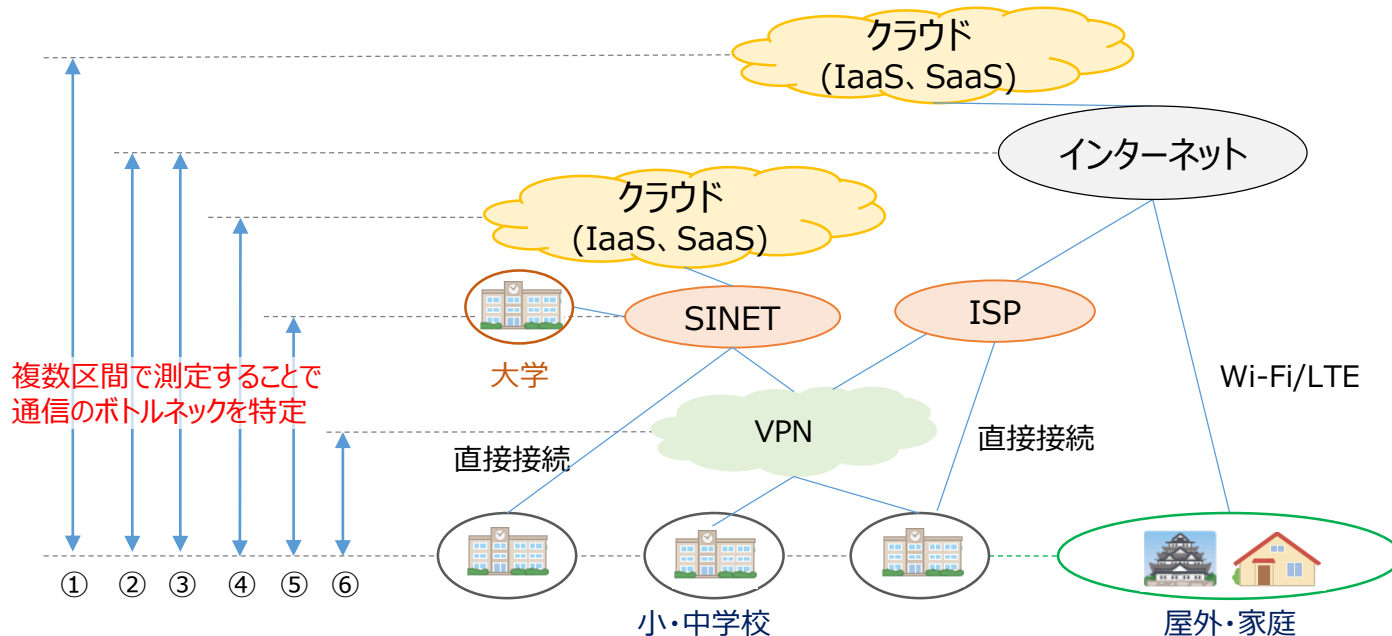 クラウド
(IaaS、SaaS)
インターネット
クラウド
(IaaS、SaaS)
SINET
ISP
大学
複数区間で測定することで
通信のボトルネックを特定
Wi-Fi/LTE
VPN
直接接続
直接接続
① ② ③ ④ ⑤ ⑥
小・中学校
屋外・家庭